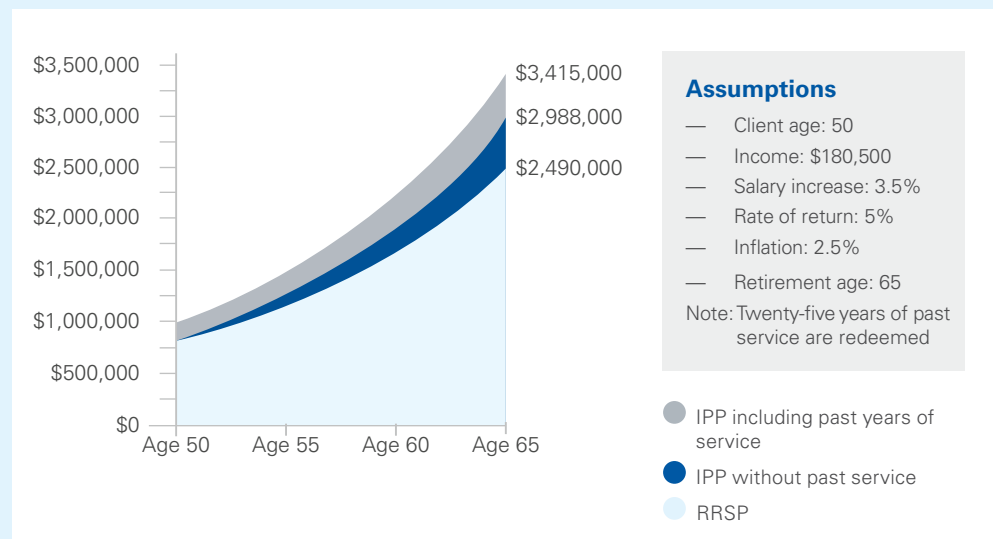 $3,500,000
$3,000,000
$2,500,000
$2,000,000
$1,500,000
$1,000,000
$500,000
$0
Age 50 Age 55 Age 60 Age 65
$3,415,000
$2,988,000
$2,490,000
Assumptions
— Client age: 50
— Income: $180,500
— Salary increase: 3.5%
— Rate of return: 5%
— Inflation: 2.5%
— Retirement age: 65
Note: Twenty-five years of past
service are redeemed
IPP including past years of
service
IPP without past service
RRSP